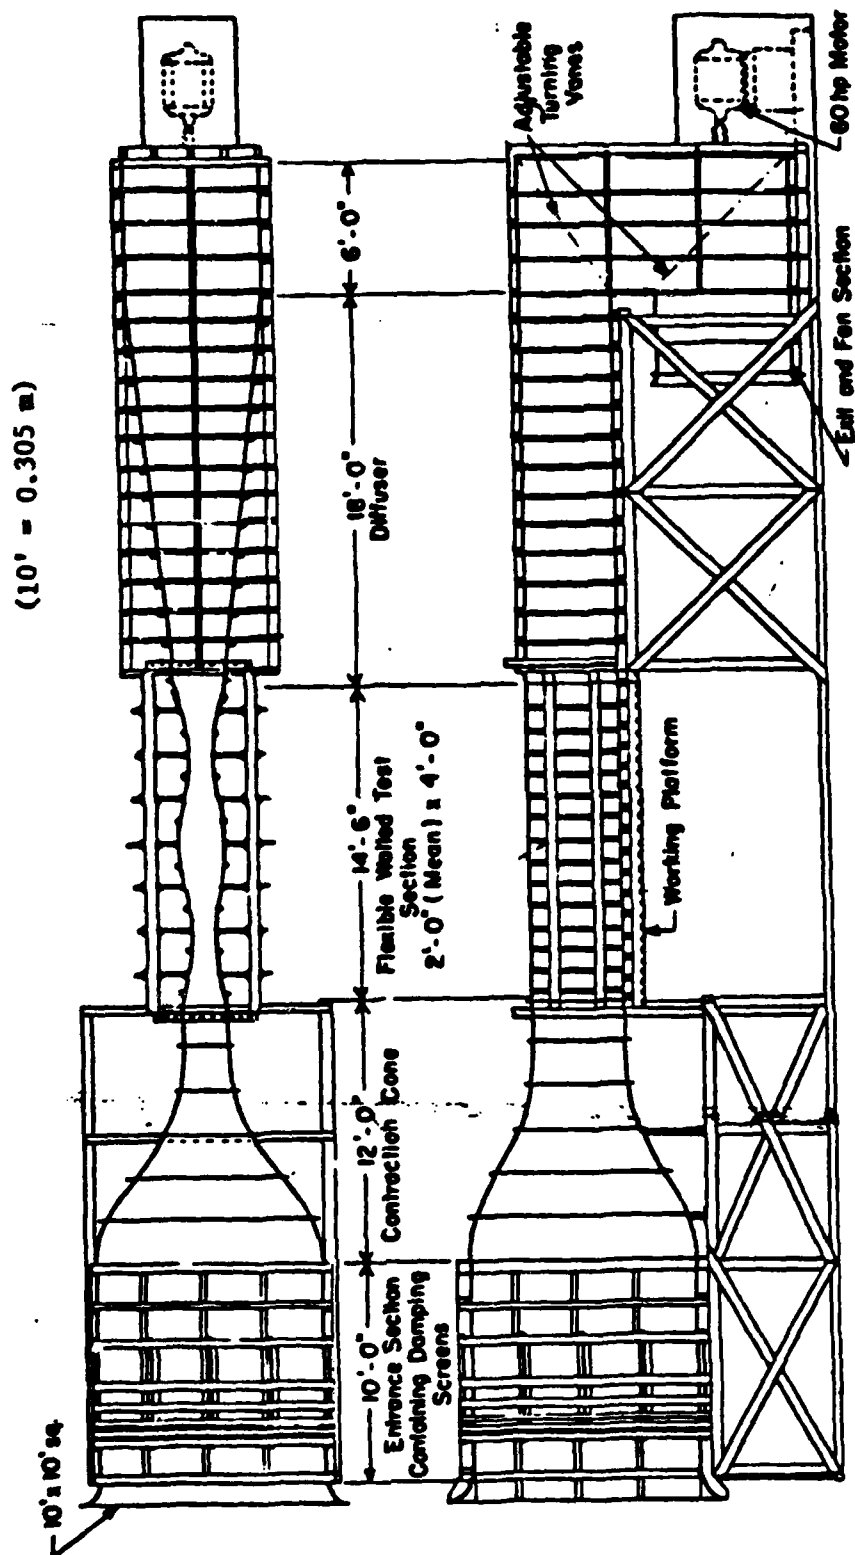 (10' = 0.305 m)
10' x 10' sq.
10'-0"
Entrance Section
Containing Damping
Screens
12'-0"
Contraction Cone
14'-6"
Flexible Walled Test
Section
2'-0" (Mean) x 4'-0"
18'-0"
Diffuser
6'-0"
Adjustable
Turning
Vanes
Working Platform
Exit and Fan Section
60 hp Motor